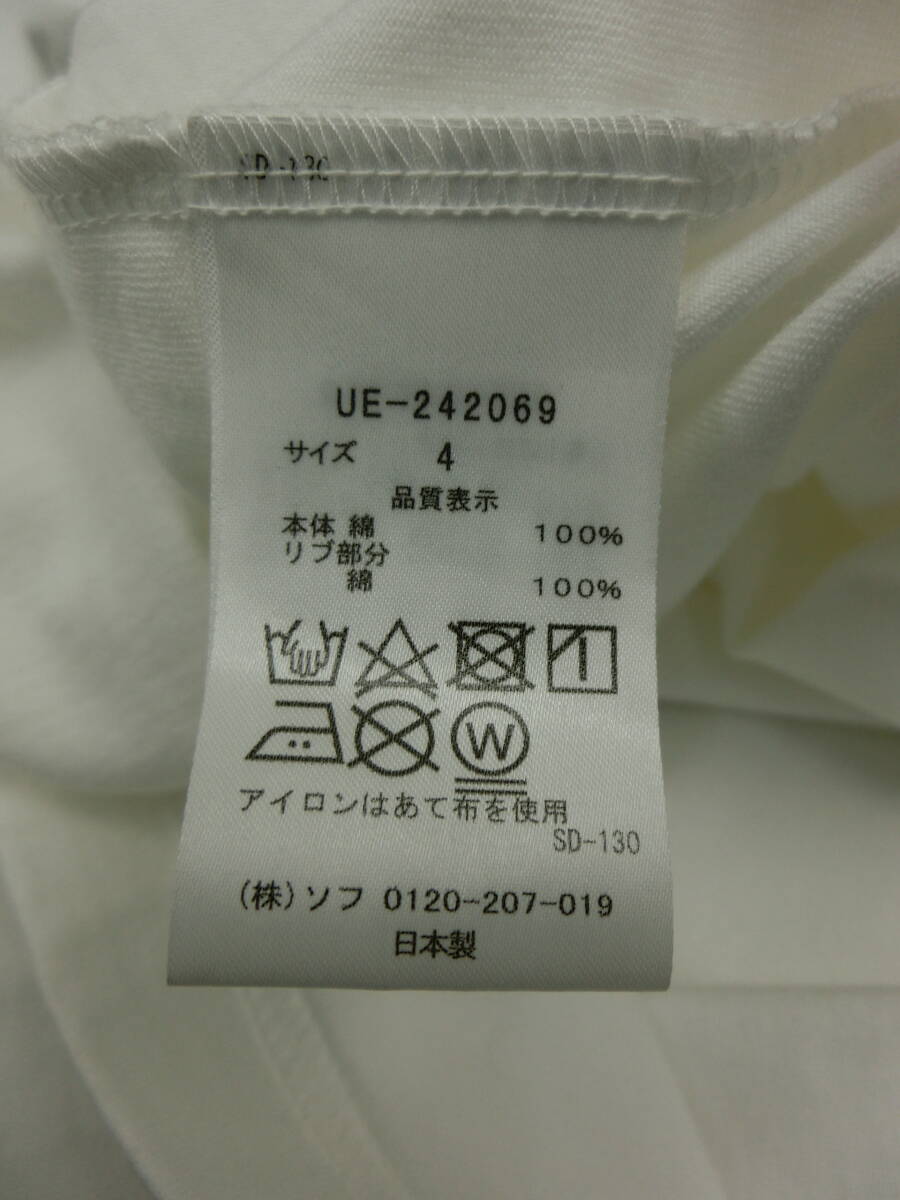 UE-242069
サイズ 4
品質表示
本体 綿 100%
リブ部分
綿 100%
W
アイロンはあて布を使用
SD-130
(株)ソフ 0120-207-019
日本製